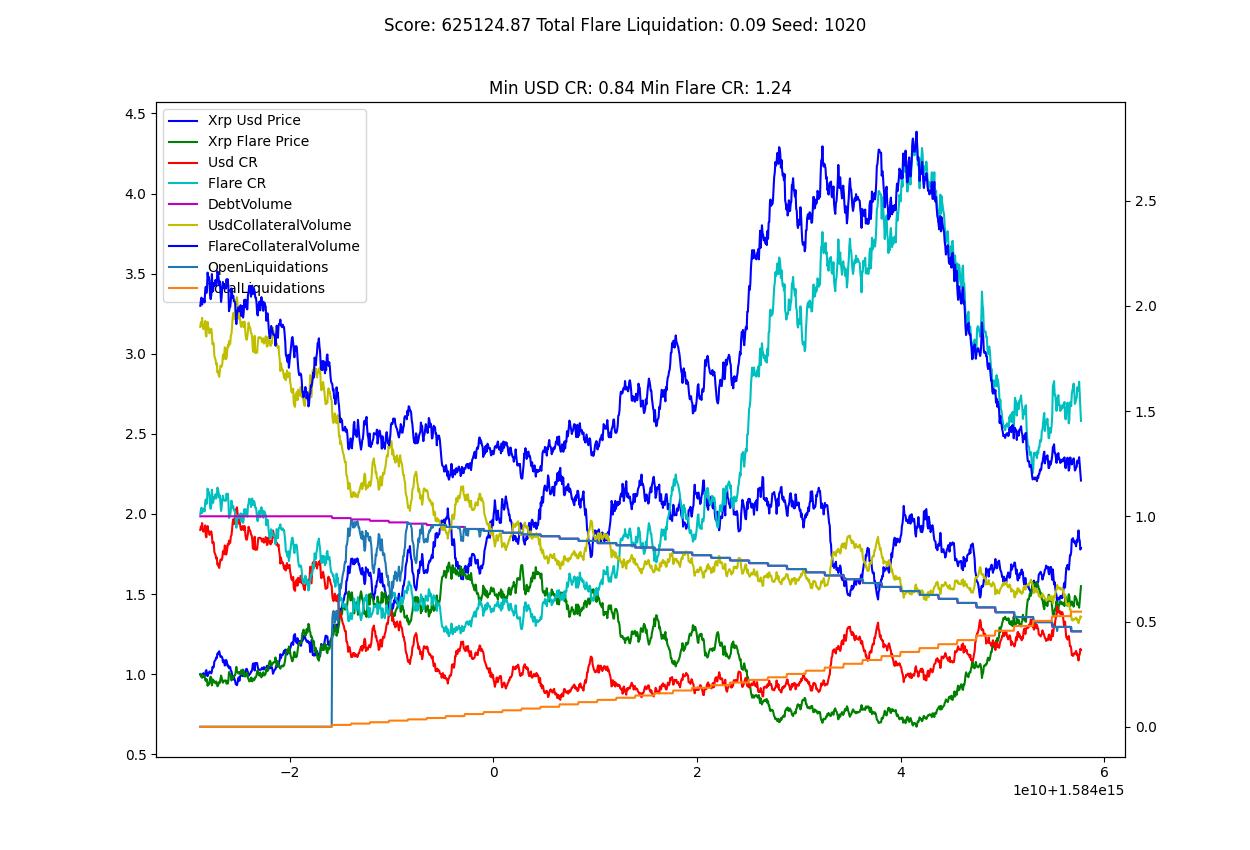 Score: 625124.87 Total Flare Liquidation: 0.09 Seed: 1020
Min USD CR: 0.84 Min Flare CR: 1.24
Xrp Usd Price
Xrp Flare Price
Usd CR
Flare CR
DebtVolume
UsdCollateralVolume
FlareCollateralVolume
OpenLiquidations
TotalLiquidations
4.5
4.0
3.5
3.0
2.5
2.0
1.5
1.0
0.5
2.5
2.0
1.5
1.0
0.5
0.0
−2 0 2 4 6
1e10+1.584e15